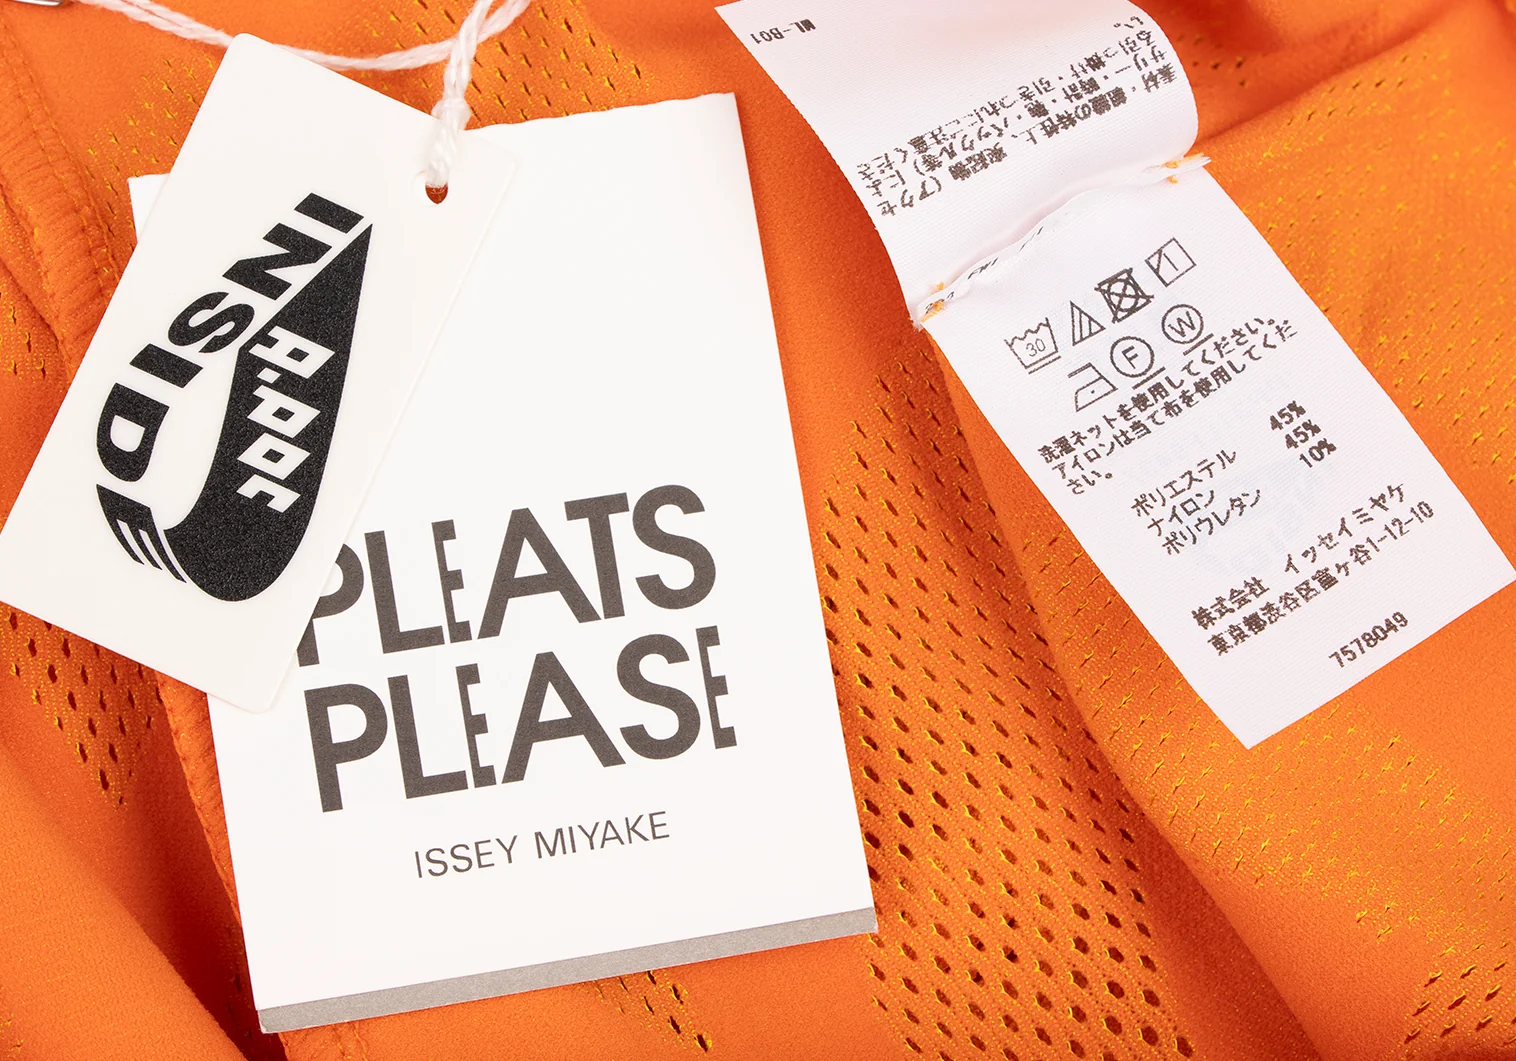 INSIDE
A-POC
PLEATS
PLEASE
ISSEY MIYAKE
WL-B01
30
F
W
洗濯ネットを使用してください。
アイロンは当て布を使用してくだ
さい。
ポリエステル 45%
ナイロン 45%
ポリウレタン 10%
株式会社 イッセイミヤケ
東京都渋谷区富ヶ谷1-12-10
7578049